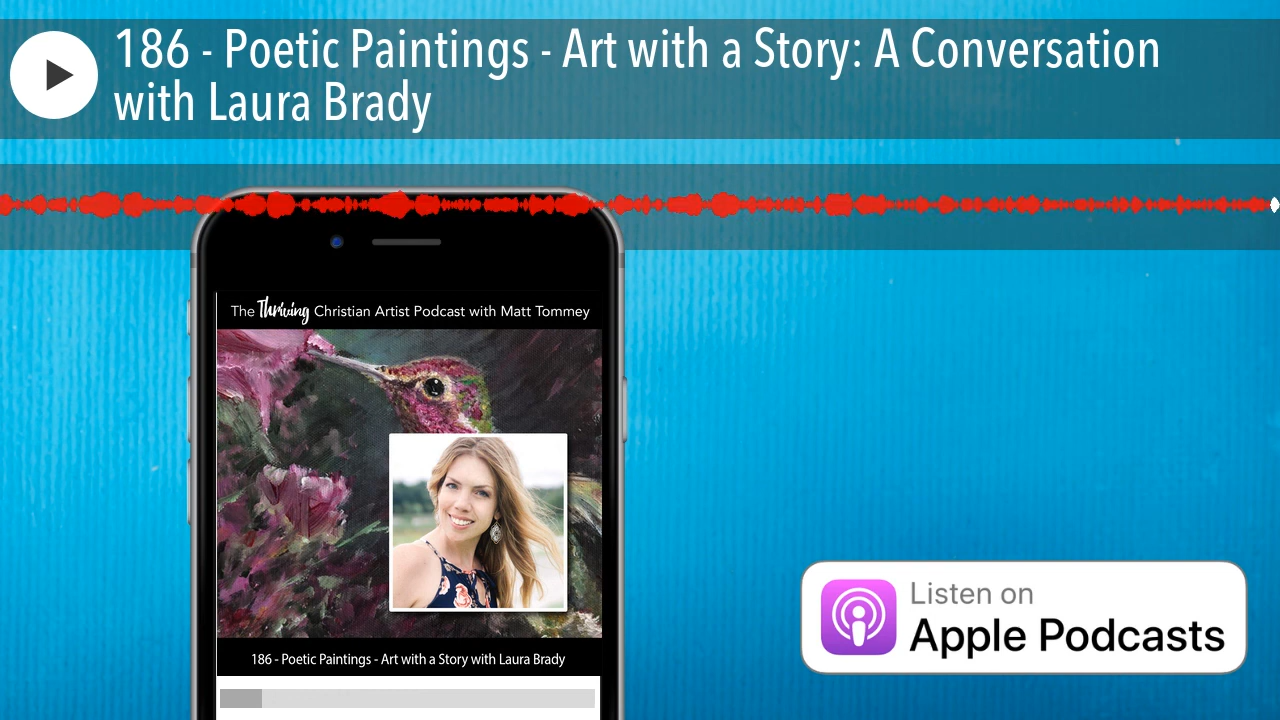 186 - Poetic Paintings - Art with a Story: A Conversation
with Laura Brady
The Thriving Christian Artist Podcast with Matt Tommey
186 - Poetic Paintings - Art with a Story with Laura Brady
Listen on
Apple Podcasts